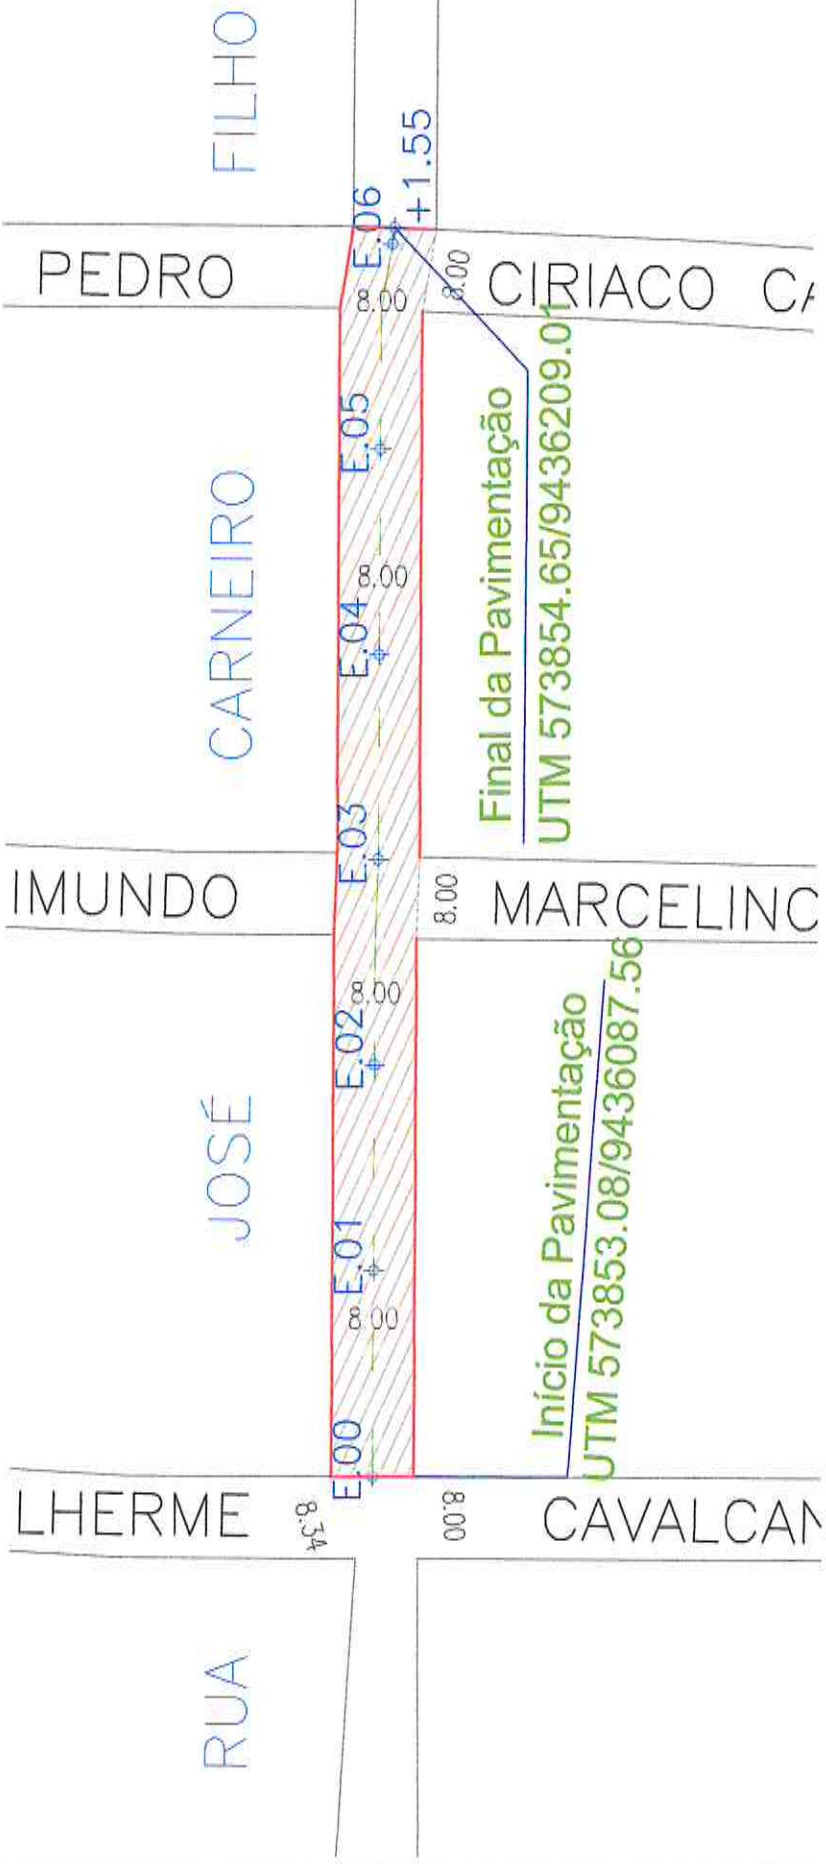 RUA JOSÉ CARNEIRO FILHO
PEDRO CIRIACO CA
IMUNDO MARCELINO
LHERME CAVALCAN
E.00
E.01
E.02
E.03
E.04
E.05
E.06
+1.55
8.00
8.00
8.00
8.00
8.00
8.00
8.00
8.34
Final da Pavimentação
UTM 573854.65/9436209.01
Início da Pavimentação
UTM 573853.08/9436087.56